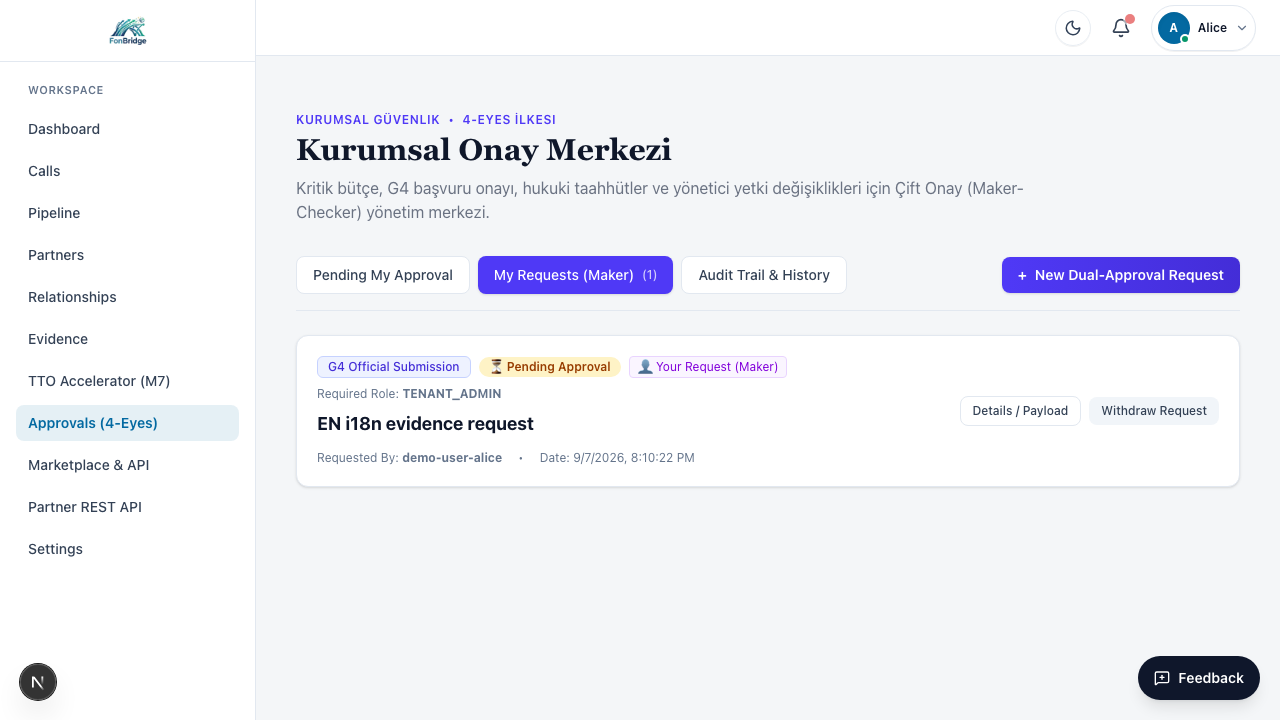 FonBridge
Alice
A
WORKSPACE
Dashboard
Calls
Pipeline
Partners
Relationships
Evidence
TTO Accelerator (M7)
Approvals (4-Eyes)
Marketplace & API
Partner REST API
Settings
N
KURUMSAL GÜVENLIK • 4-EYES İLKESI
Kurumsal Onay Merkezi
Kritik bütçe, G4 başvuru onayı, hukuki taahhütler ve yönetici yetki değişiklikleri için Çift Onay (Maker-
Checker) yönetim merkezi.
Pending My Approval
My Requests (Maker) (1)
Audit Trail & History
+ New Dual-Approval Request
G4 Official Submission
⏳ Pending Approval
👤 Your Request (Maker)
Required Role: TENANT_ADMIN
EN i18n evidence request
Requested By: demo-user-alice • Date: 9/7/2026, 8:10:22 PM
Details / Payload
Withdraw Request
Feedback